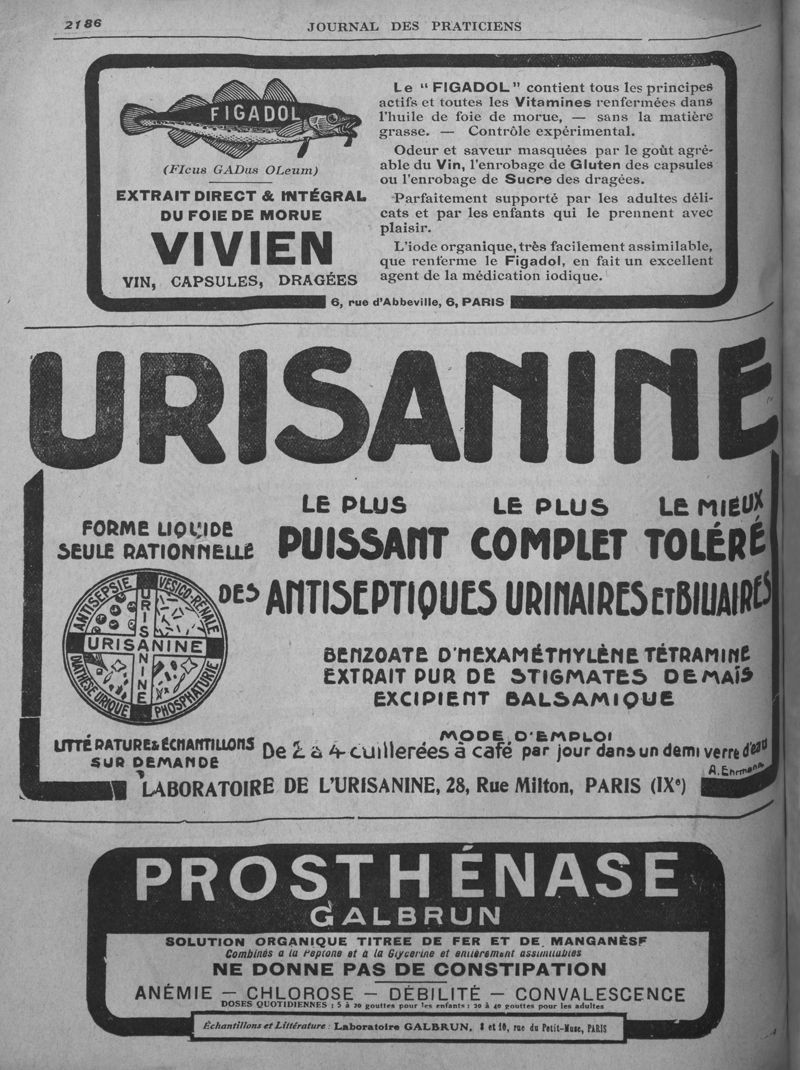 2186
JOURNAL DES PRATICIENS
FIGADOL
(FIcus GADus OLeum)
EXTRAIT DIRECT & INTÉGRAL
DU FOIE DE MORUE
VIVIEN
VIN, CAPSULES, DRAGÉES
Le "FIGADOL" contient tous les principes
actifs et toutes les Vitamines renfermées dans
l'huile de foie de morue, — sans la matière
grasse. — Contrôle expérimental.
Odeur et saveur masquées par le goût agré-
able du Vin, l'enrobage de Gluten des capsules
ou l'enrobage de Sucre des dragées.
Parfaitement supporté par les adultes déli-
cats et par les enfants qui le prennent avec
plaisir.
L'iode organique, très facilement assimilable,
que renferme le Figadol, en fait un excellent
agent de la médication iodique.
6, rue d'Abbeville, 6, PARIS
URISANINE
FORME LIQUIDE
SEULE RATIONNELLE
LE PLUS LE PLUS LE MIEUX
PUISSANT COMPLET TOLÉRÉ
DES ANTISEPTIQUES URINAIRES ET BILIAIRES
ANTISEPSIE VESICO-RÉNALE
URISANINE
URISANINE
DIATHÈSE URIQUE PHOSPHATURIE
BENZOATE D'HEXAMÉTHYLÈNE TÉTRAMINE
EXTRAIT PUR DE STIGMATES DE MAÏS
EXCIPIENT BALSAMIQUE
LITTÉRATURE & ÉCHANTILLONS
SUR DEMANDE
MODE D'EMPLOI
De 2 à 4 cuillerées à café par jour dans un demi verre d'eau
A. Ehrmann
LABORATOIRE DE L'URISANINE, 28, Rue Milton, PARIS (IXe)
PROSTHÉNASE
GALBRUN
SOLUTION ORGANIQUE TITREE DE FER ET DE MANGANÈSE
Combinés à la Peptone et à la Glycerine et entièrement assimilables
NE DONNE PAS DE CONSTIPATION
ANÉMIE — CHLOROSE — DÉBILITÉ — CONVALESCENCE
DOSES QUOTIDIENNES : 5 à 20 gouttes pour les enfants : 20 à 40 gouttes pour les adultes
Échantillons et Littérature : Laboratoire GALBRUN, 8 et 10, rue du Petit-Musc, PARIS